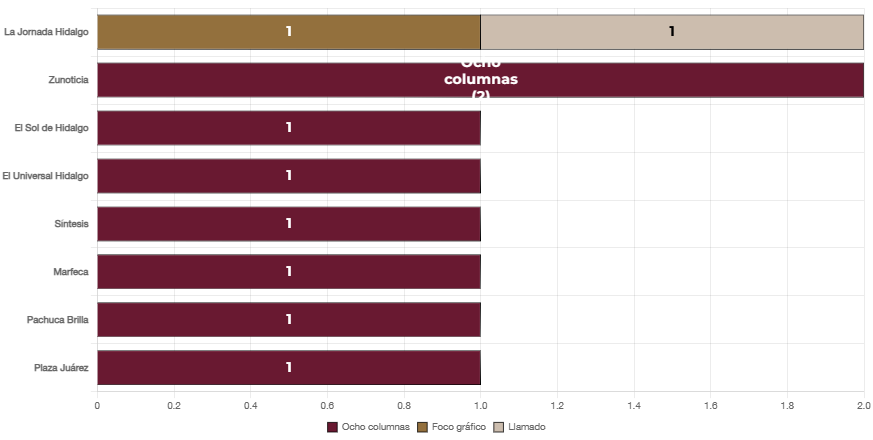 La Jornada Hidalgo
1
1
Zunoticia
Ocho
columnas
(2)
El Sol de Hidalgo
1
El Universal Hidalgo
1
Síntesis
1
Marfeca
1
Pachuca Brilla
1
Plaza Juárez
1
0 0.2 0.4 0.6 0.8 1.0 1.2 1.4 1.6 1.8 2.0
Ocho columnas Foco gráfico Llamado